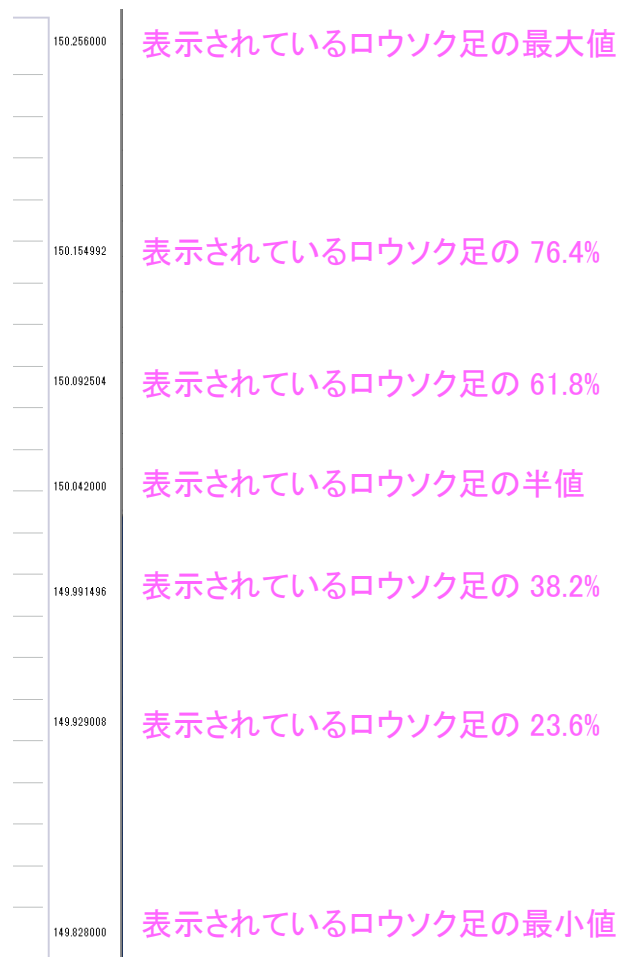 150.256000 表示されているロウソク足の最大値
150.154992 表示されているロウソク足の 76.4%
150.092504 表示されているロウソク足の 61.8%
150.042000 表示されているロウソク足の半値
149.991496 表示されているロウソク足の 38.2%
149.929008 表示されているロウソク足の 23.6%
149.828000 表示されているロウソク足の最小値